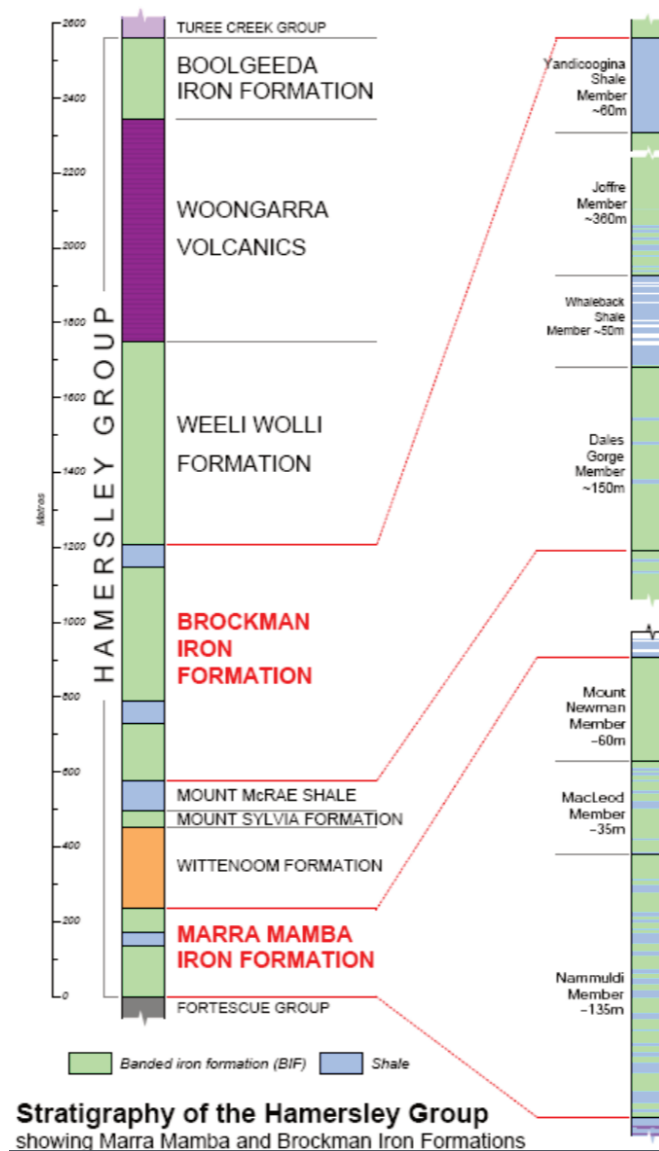 2600
2400
2200
2000
1800
1600
1400
1200
1000
800
600
400
200
0
Metres
HAMERSLEY GROUP
TUREE CREEK GROUP
BOOLGEEDA
IRON FORMATION
WOONGARRA
VOLCANICS
WEELI WOLLI
FORMATION
BROCKMAN
IRON
FORMATION
MOUNT McRAE SHALE
MOUNT SYLVIA FORMATION
WITTENOOM FORMATION
MARRA MAMBA
IRON FORMATION
FORTESCUE GROUP
Yandicoogina
Shale
Member
~60m
Joffre
Member
~360m
Whaleback
Shale
Member ~50m
Dales
Gorge
Member
~150m
Mount
Newman
Member
~60m
MacLeod
Member
~35m
Nammuldi
Member
~135m
Banded iron formation (BIF)
Shale
Stratigraphy of the Hamersley Group
showing Marra Mamba and Brockman Iron Formations